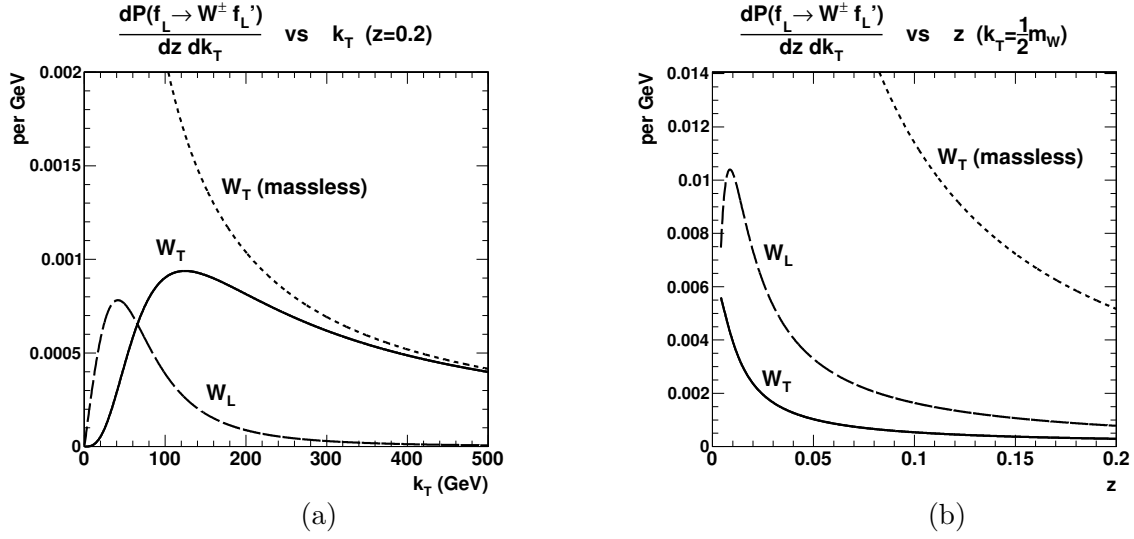 dP(f_L → W^± f_L') / dz dk_T vs k_T (z=0.2)
per GeV
0.002
0.0015
0.001
0.0005
0
W_T (massless)
W_T
W_L
0 100 200 300 400 500
k_T (GeV)
(a)
dP(f_L → W^± f_L') / dz dk_T vs z (k_T=1/2 m_W)
per GeV
0.014
0.012
0.01
0.008
0.006
0.004
0.002
0
W_T (massless)
W_L
W_T
0 0.05 0.1 0.15 0.2
z
(b)